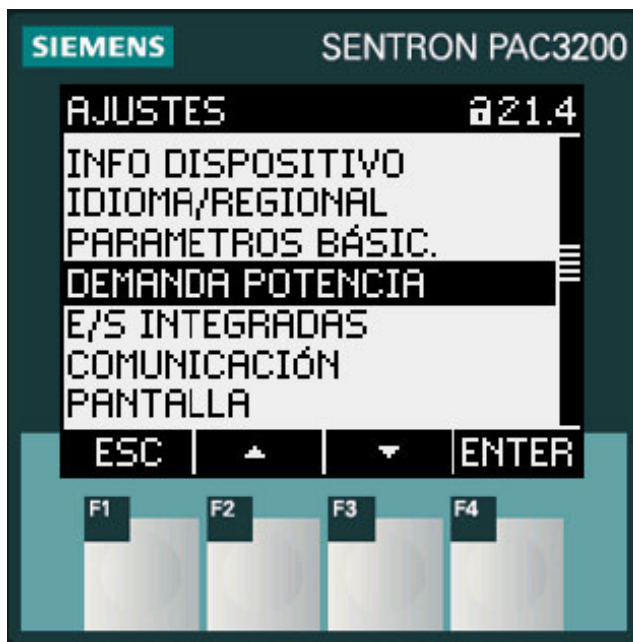 SIEMENS SENTRON PAC3200
AJUSTES 21.4
INFO DISPOSITIVO
IDIOMA/REGIONAL
PARAMETROS BÁSIC.
DEMANDA POTENCIA
E/S INTEGRADAS
COMUNICACIÓN
PANTALLA
ESC ▲ ▼ ENTER
F1 F2 F3 F4